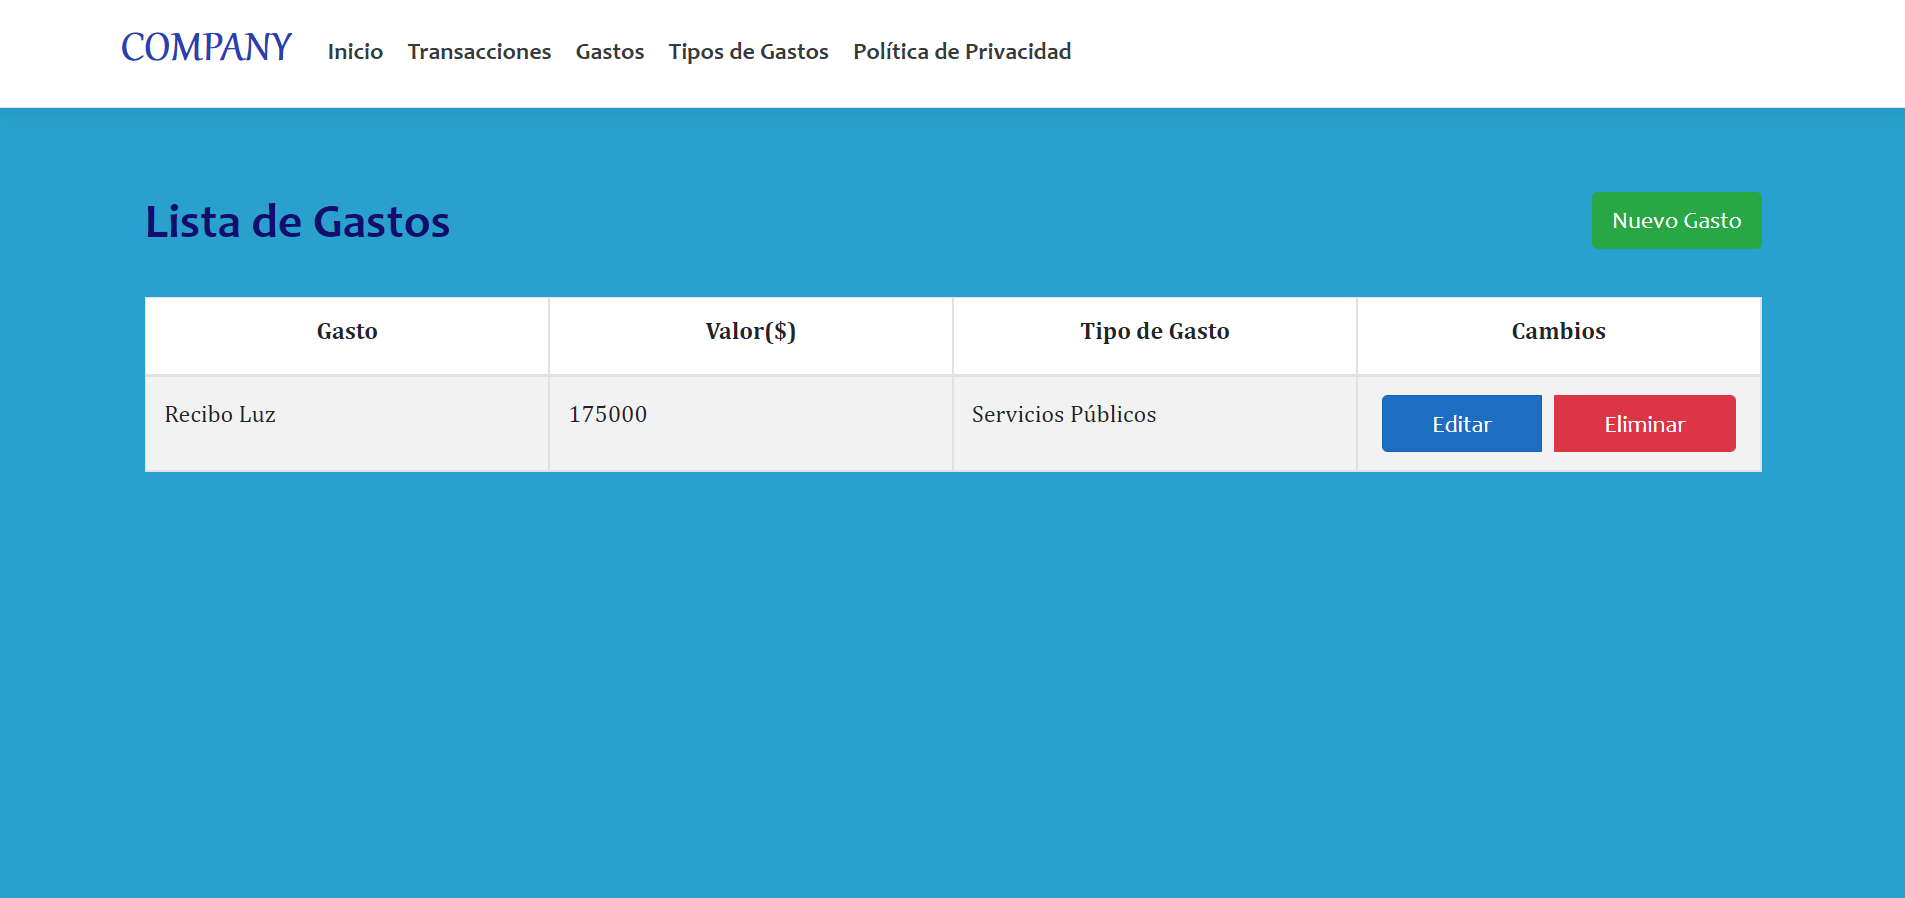 COMPANY Inicio Transacciones Gastos Tipos de Gastos Política de Privacidad
Lista de Gastos Nuevo Gasto
Gasto Valor($) Tipo de Gasto Cambios
Recibo Luz 175000 Servicios Públicos Editar Eliminar